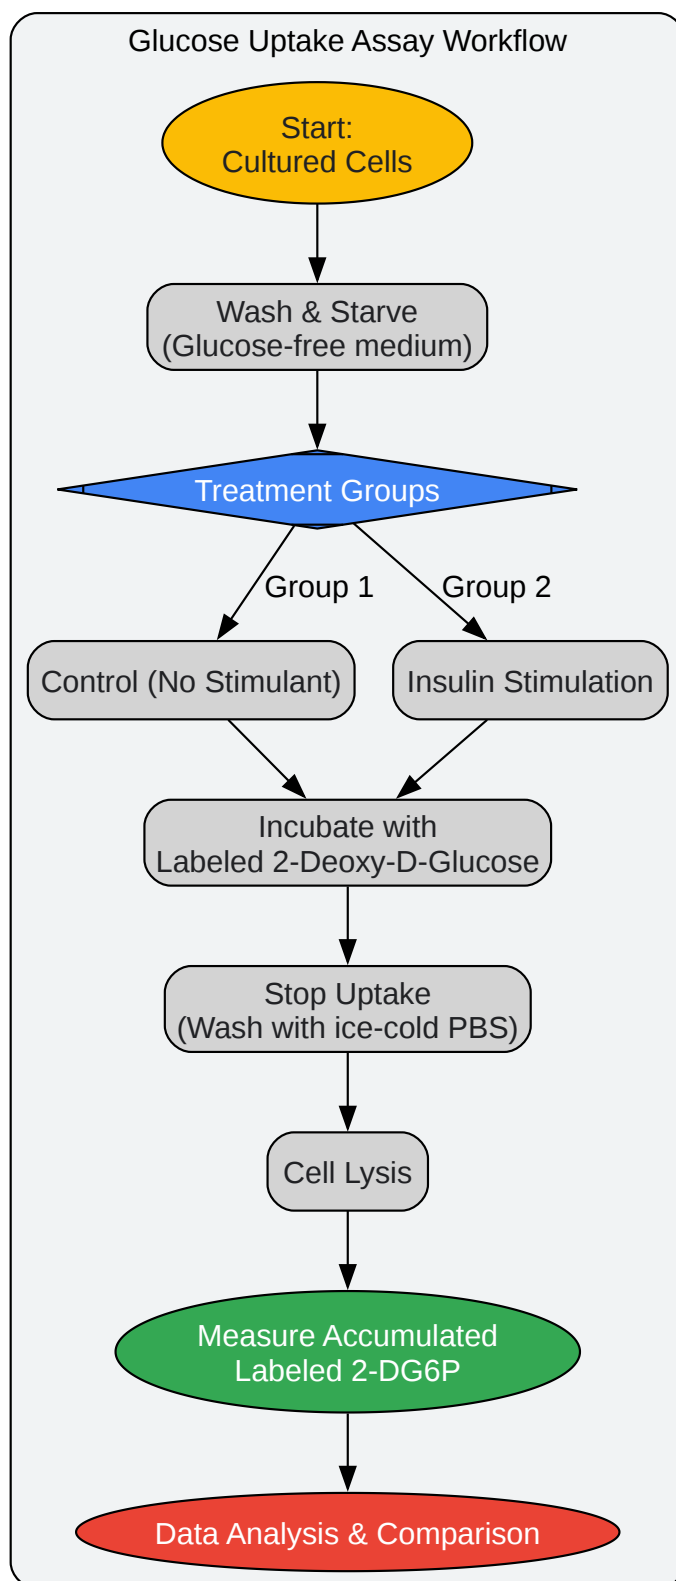 Glucose Uptake Assay Workflow
Start:
Cultured Cells
Wash & Starve
(Glucose-free medium)
Treatment Groups
Group 1
Group 2
Control (No Stimulant)
Insulin Stimulation
Incubate with
Labeled 2-Deoxy-D-Glucose
Stop Uptake
(Wash with ice-cold PBS)
Cell Lysis
Measure Accumulated
Labeled 2-DG6P
Data Analysis & Comparison